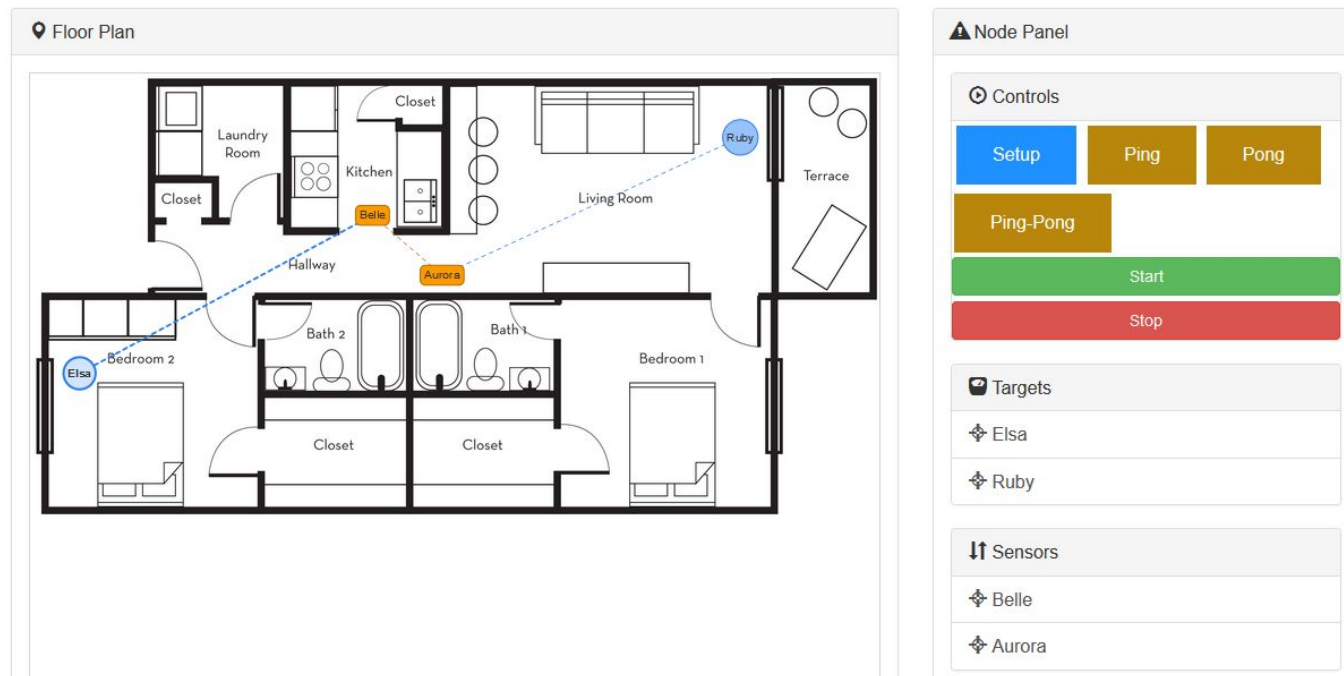 Floor Plan
Closet
Laundry
Room
Ruby
Kitchen
Terrace
Closet
Living Room
Belle
Hallway
Aurora
Bath 2
Bath 1
Bedroom 2
Bedroom 1
Elsa
Closet
Closet
Node Panel
Controls
Setup
Ping
Pong
Ping-Pong
Start
Stop
Targets
Elsa
Ruby
Sensors
Belle
Aurora